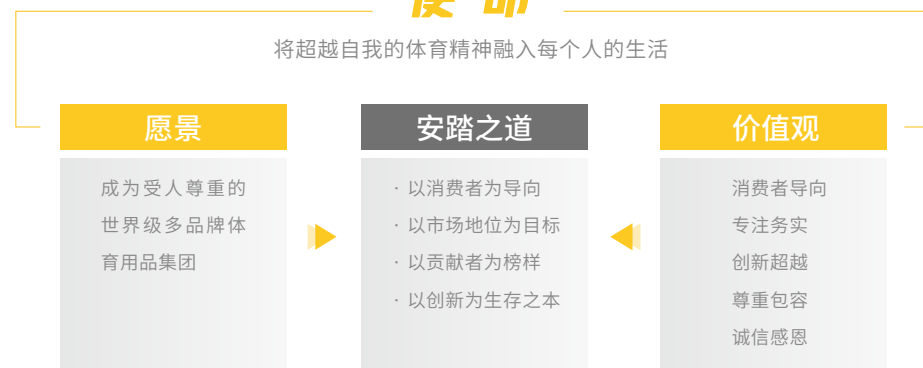 使命
将超越自我的体育精神融入每个人的生活
愿景
成为受人尊重的
世界级多品牌体
育用品集团
安踏之道
· 以消费者为导向
· 以市场地位为目标
· 以贡献者为榜样
· 以创新为生存之本
价值观
消费者导向
专注务实
创新超越
尊重包容
诚信感恩